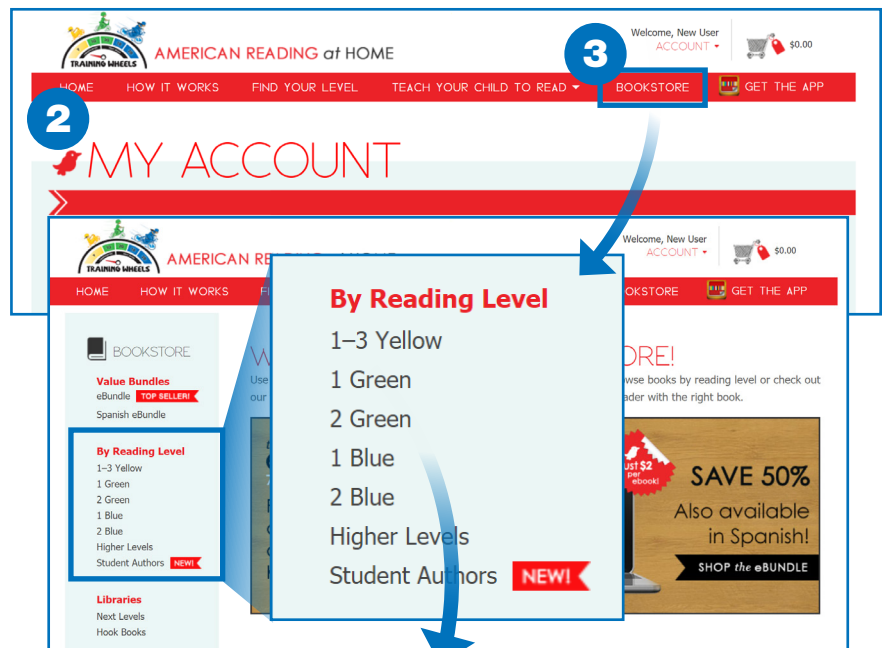 TRAINING WHEELS
AMERICAN READING at HOME
Welcome, New User
ACCOUNT
$0.00
3
HOME HOW IT WORKS FIND YOUR LEVEL TEACH YOUR CHILD TO READ BOOKSTORE GET THE APP
2
MY ACCOUNT
TRAINING WHEELS
AMERICAN
Welcome, New User
ACCOUNT
$0.00
HOME HOW IT WORKS GET THE APP
BOOKSTORE
Value Bundles
eBundle TOP SELLER!
Spanish eBundle
By Reading Level
1–3 Yellow
1 Green
2 Green
1 Blue
2 Blue
Higher Levels
Student Authors NEW!
Libraries
Next Levels
Hook Books
By Reading Level
1–3 Yellow
1 Green
2 Green
1 Blue
2 Blue
Higher Levels
Student Authors NEW!
Use
our
books by reading level or check out
with the right book.
$2
per
ebook!
SAVE 50%
Also available
in Spanish!
SHOP the eBUNDLE